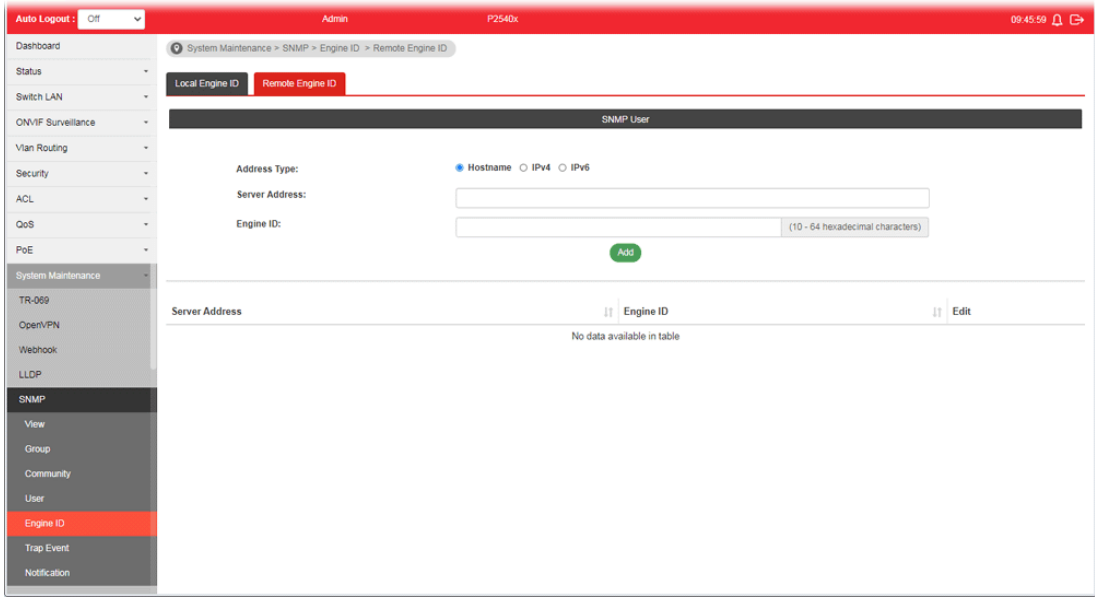 Auto Logout : Off Admin P2540x 09:45:59
Dashboard
Status
Switch LAN
ONVIF Surveillance
Vlan Routing
Security
ACL
QoS
PoE
System Maintenance
TR-069
OpenVPN
Webhook
LLDP
SNMP
View
Group
Community
User
Engine ID
Trap Event
Notification
System Maintenance > SNMP > Engine ID > Remote Engine ID
Local Engine ID Remote Engine ID
SNMP User
Address Type: Hostname IPv4 IPv6
Server Address:
Engine ID: (10 - 64 hexadecimal characters)
Add
Server Address Engine ID Edit
No data available in table